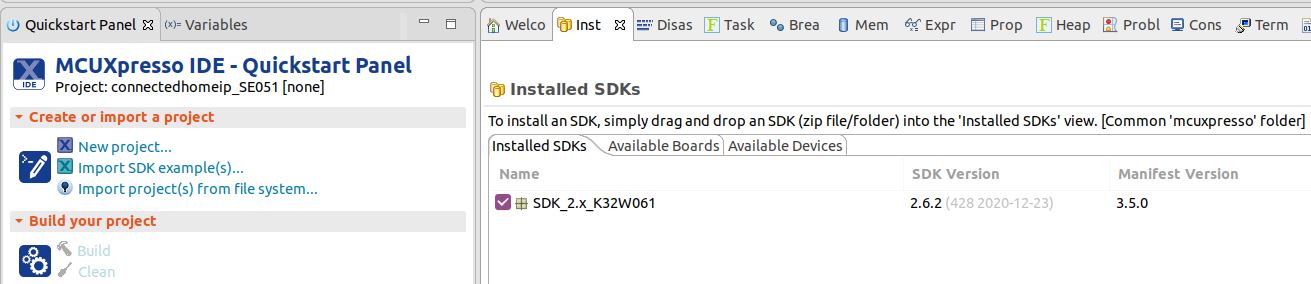 Quickstart Panel (x)= Variables
MCUXpresso IDE - Quickstart Panel
IDE
Project: connectedhomeip_SE051 [none]
Create or import a project
New project...
Import SDK example(s)...
Import project(s) from file system...
Build your project
Build
Clean
Welco Inst Disas Task Brea Mem Expr Prop Heap Probl Cons Term
Installed SDKs
To install an SDK, simply drag and drop an SDK (zip file/folder) into the 'Installed SDKs' view. [Common 'mcuxpresso' folder]
Installed SDKs Available Boards Available Devices
Name SDK Version Manifest Version
SDK_2.x_K32W061 2.6.2 (428 2020-12-23) 3.5.0